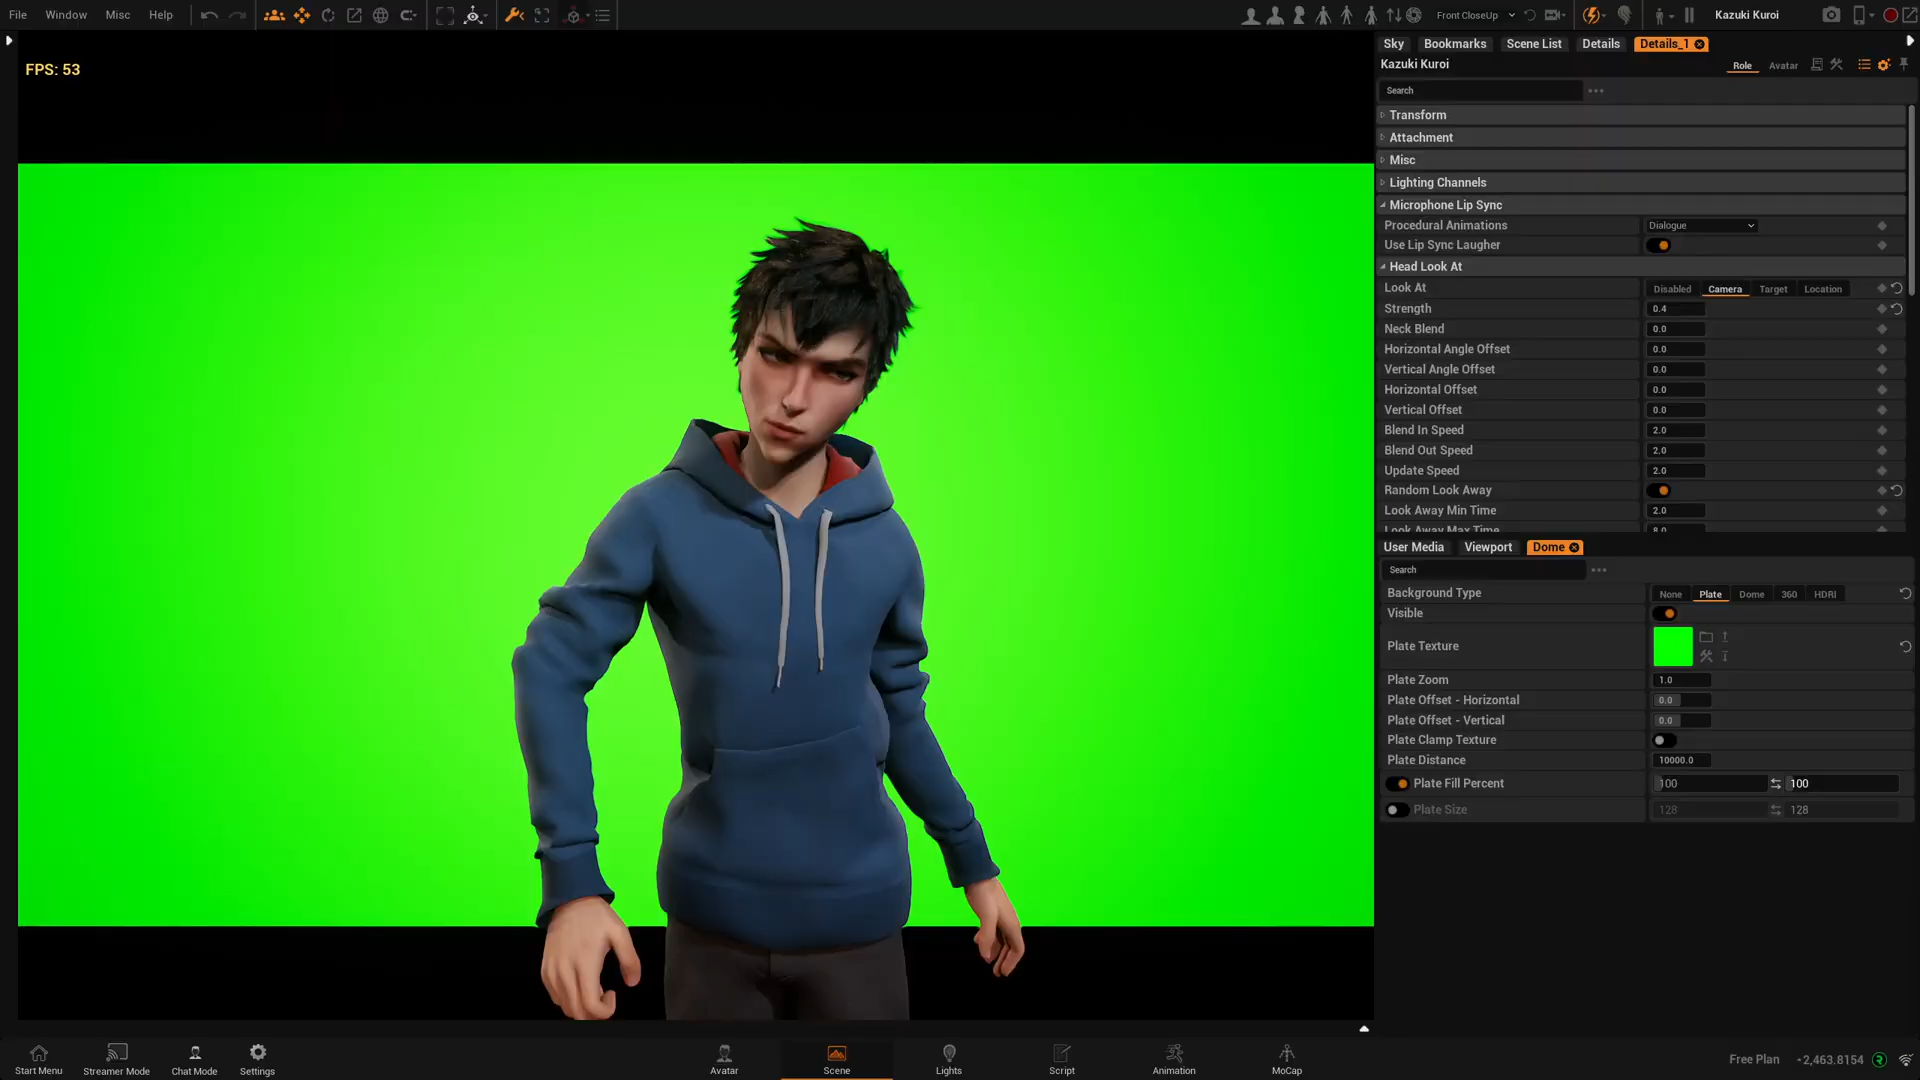 File Window Misc Help
Front CloseUp
Kazuki Kuroi
FPS: 53
Sky Bookmarks Scene List Details Details_1
Kazuki Kuroi
Role Avatar
Search
Transform
Attachment
Misc
Lighting Channels
Microphone Lip Sync
Procedural Animations Dialogue
Use Lip Sync Laugher
Head Look At
Look At Disabled Camera Target Location
Strength 0.4
Neck Blend 0.0
Horizontal Angle Offset 0.0
Vertical Angle Offset 0.0
Horizontal Offset 0.0
Vertical Offset 0.0
Blend In Speed 2.0
Blend Out Speed 2.0
Update Speed 2.0
Random Look Away
Look Away Min Time 2.0
Look Away Max Time 8.0
User Media Viewport Dome
Search
Background Type None Plate Dome 360 HDRI
Visible
Plate Texture
Plate Zoom 1.0
Plate Offset - Horizontal 0.0
Plate Offset - Vertical 0.0
Plate Clamp Texture
Plate Distance 10000.0
Plate Fill Percent 100 100
Plate Size 128 128
Start Menu Streamer Mode Chat Mode Settings Avatar Scene Lights Script Animation MoCap
Free Plan -2,463.8154